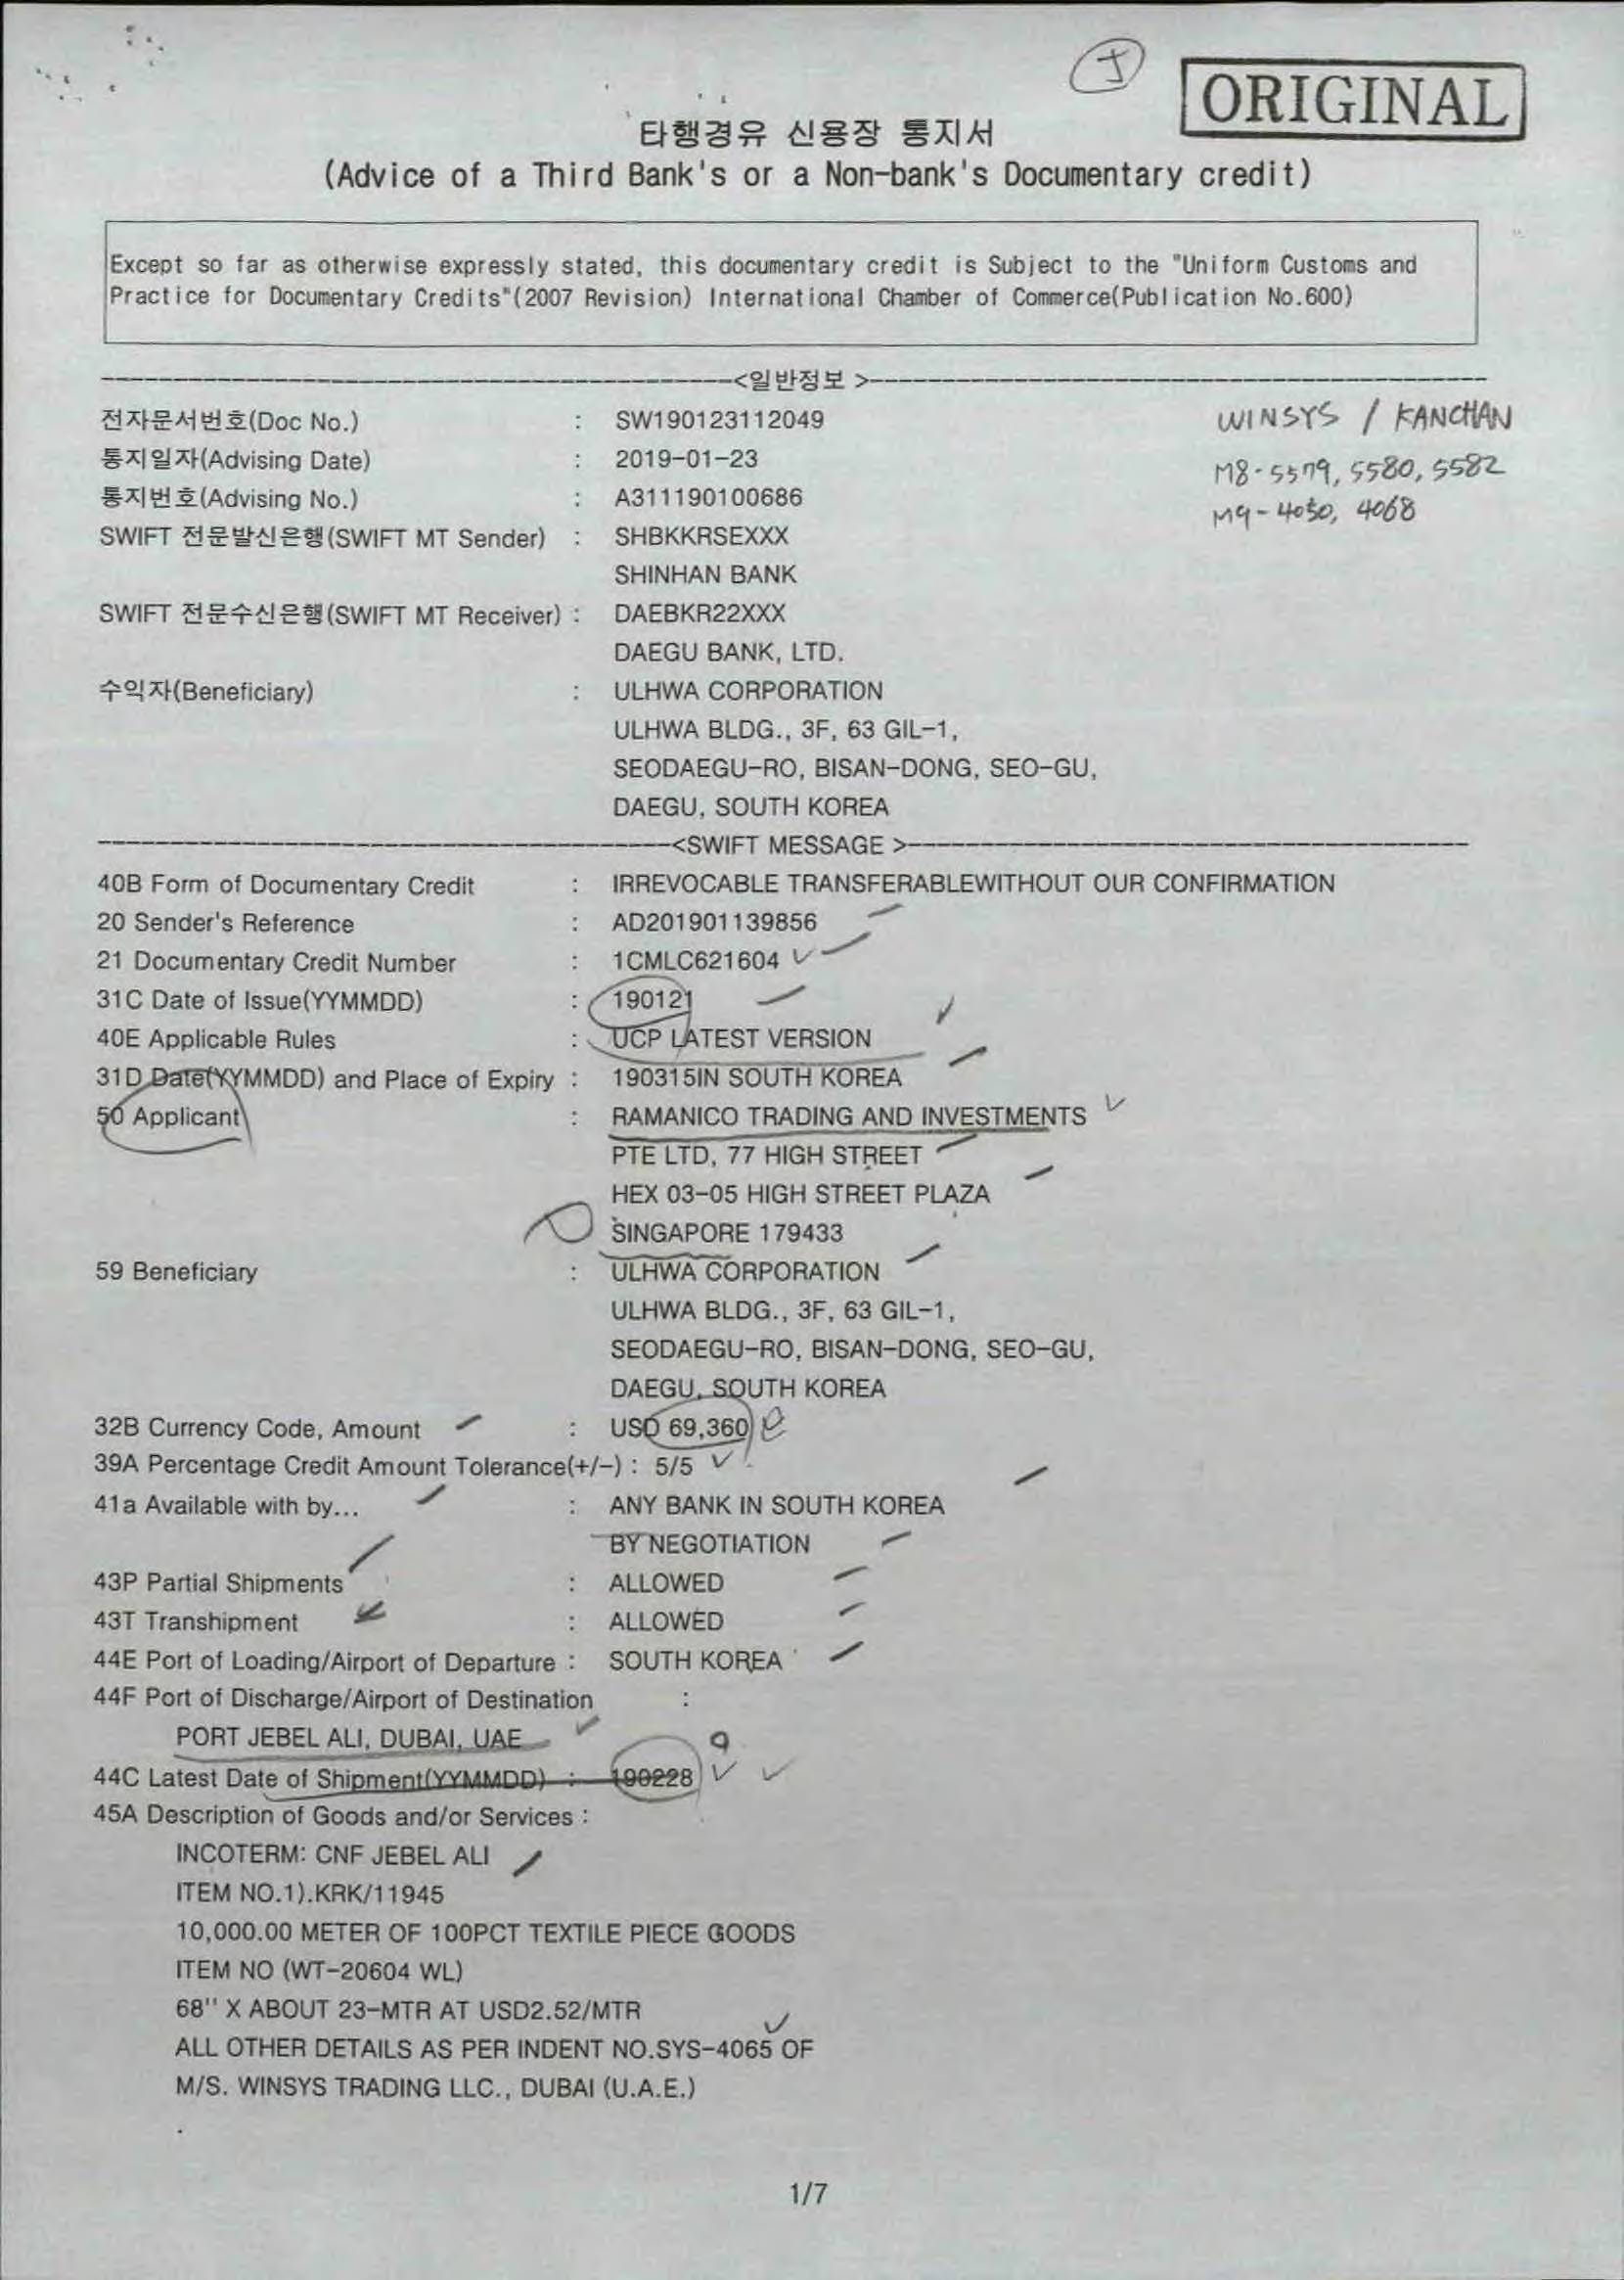 ORIGINAL
타행경유 신용장 통지서
(Advice of a Third Bank's or a Non-bank's Documentary credit)
Except so far as otherwise expressly stated, this documentary credit is Subject to the "Uniform Customs and
Practice for Documentary Credits"(2007 Revision) International Chamber of Commerce(Publication No.600)
<일반정보 >
전자문서번호(Doc No.) : SW190123112049
WINSYS / KANCHAN
통지일자(Advising Date) : 2019-01-23
M8-5579, 5580, 5582
통지번호(Advising No.) : A311190100686
M9-4050, 4068
SWIFT 전문발신은행(SWIFT MT Sender) : SHBKKRSEXXX
SHINHAN BANK
SWIFT 전문수신은행(SWIFT MT Receiver) : DAEBKR22XXX
DAEGU BANK, LTD.
수익자(Beneficiary) : ULHWA CORPORATION
ULHWA BLDG., 3F, 63 GIL-1,
SEODAEGU-RO, BISAN-DONG, SEO-GU,
DAEGU, SOUTH KOREA
<SWIFT MESSAGE >
40B Form of Documentary Credit : IRREVOCABLE TRANSFERABLEWITHOUT OUR CONFIRMATION
20 Sender's Reference : AD201901139856
21 Documentary Credit Number : 1CMLC621604
31C Date of Issue(YYMMDD) : 190121
40E Applicable Rules : UCP LATEST VERSION
31D Date(YYMMDD) and Place of Expiry : 190315IN SOUTH KOREA
50 Applicant : RAMANICO TRADING AND INVESTMENTS
PTE LTD, 77 HIGH STREET
HEX 03-05 HIGH STREET PLAZA
SINGAPORE 179433
59 Beneficiary : ULHWA CORPORATION
ULHWA BLDG., 3F, 63 GIL-1,
SEODAEGU-RO, BISAN-DONG, SEO-GU,
DAEGU, SOUTH KOREA
32B Currency Code, Amount : USD 69,360
39A Percentage Credit Amount Tolerance(+/-) : 5/5
41a Available with by... : ANY BANK IN SOUTH KOREA
BY NEGOTIATION
43P Partial Shipments : ALLOWED
43T Transhipment : ALLOWED
44E Port of Loading/Airport of Departure : SOUTH KOREA
44F Port of Discharge/Airport of Destination :
PORT JEBEL ALI, DUBAI, UAE
44C Latest Date of Shipment(YYMMDD) : 190228
45A Description of Goods and/or Services :
INCOTERM: CNF JEBEL ALI
ITEM NO.1).KRK/11945
10,000.00 METER OF 100PCT TEXTILE PIECE GOODS
ITEM NO (WT-20604 WL)
68'' X ABOUT 23-MTR AT USD2.52/MTR
ALL OTHER DETAILS AS PER INDENT NO.SYS-4065 OF
M/S. WINSYS TRADING LLC., DUBAI (U.A.E.)
1/7